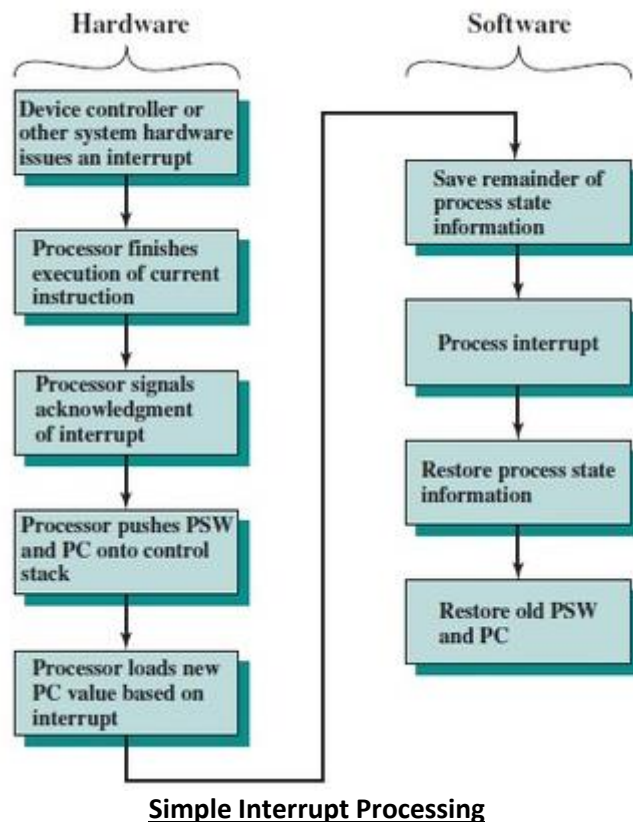 Hardware
Device controller or
other system hardware
issues an interrupt
Processor finishes
execution of current
instruction
Processor signals
acknowledgment
of interrupt
Processor pushes PSW
and PC onto control
stack
Processor loads new
PC value based on
interrupt
Software
Save remainder of
process state
information
Process interrupt
Restore process state
information
Restore old PSW
and PC
Simple Interrupt Processing